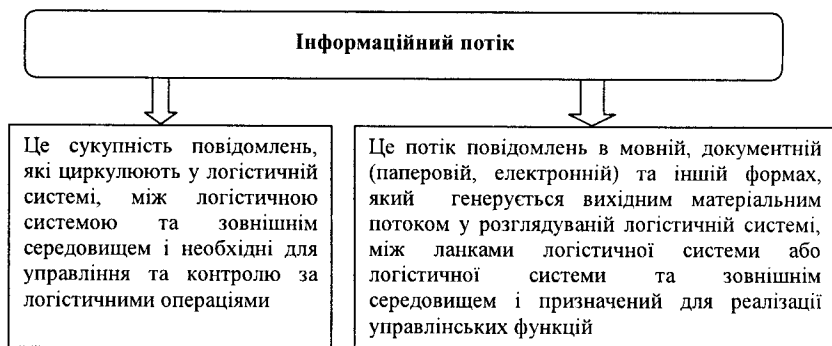 Інформаційний потік
Це сукупність повідомлень,
які циркулюють у логістичній
системі, між логістичною
системою та зовнішнім
середовищем і необхідні для
управління та контролю за
логістичними операціями
Це потік повідомлень в мовній, документній
(паперовій, електронній) та іншій формах,
який генерується вихідним матеріальним
потоком у розглядуваній логістичній системі,
між ланками логістичної системи або
логістичної системи та зовнішнім
середовищем і призначений для реалізації
управлінських функцій